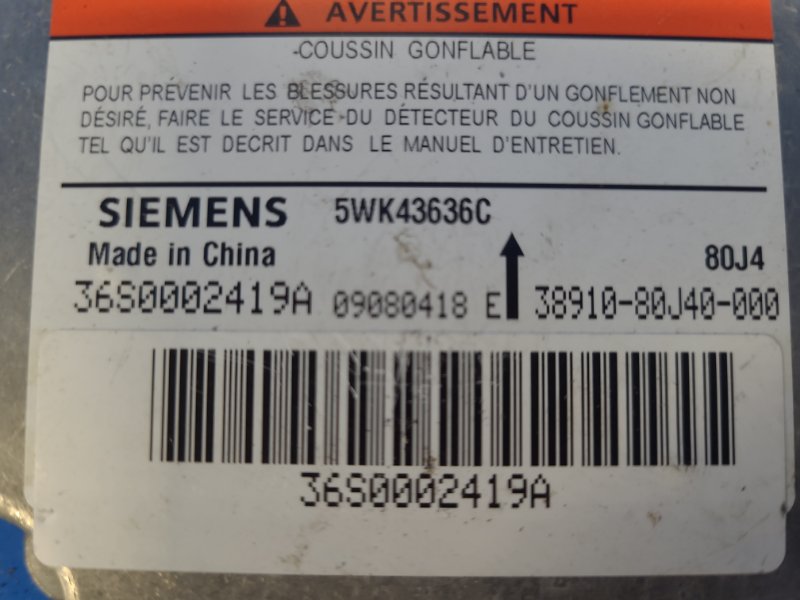 AVERTISSEMENT
-COUSSIN GONFLABLE
POUR PRÉVENIR LES BLESSURES RÉSULTANT D'UN GONFLEMENT NON
DÉSIRÉ, FAIRE LE SERVICE DU DÉTECTEUR DU COUSSIN GONFLABLE
TEL QU'IL EST DECRIT DANS LE MANUEL D'ENTRETIEN.
SIEMENS 5WK43636C
Made in China 80J4
36S0002419A 09080418 E 38910-80J40-000
36S0002419A